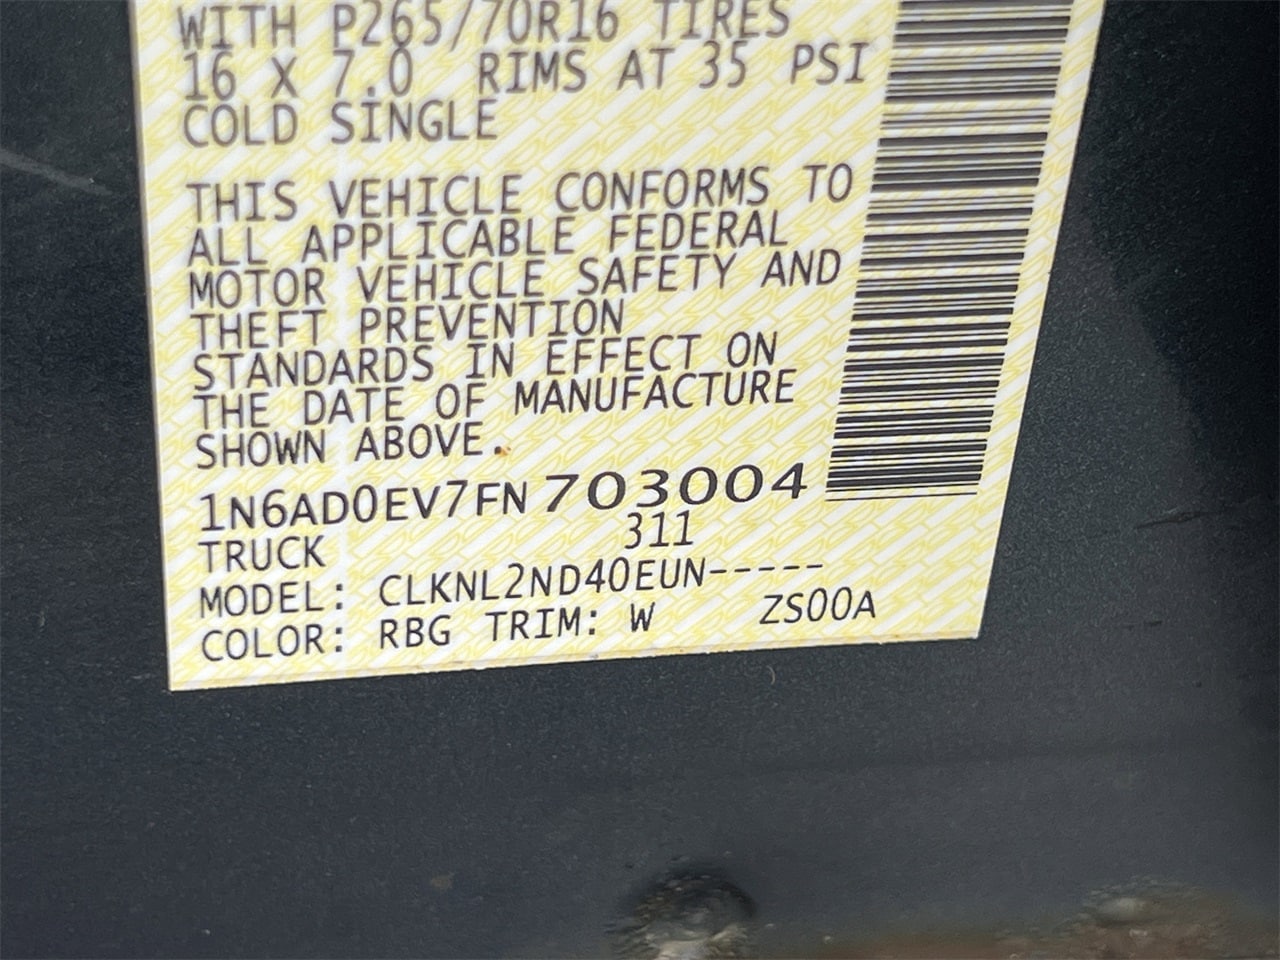 WITH P265/70R16 TIRES
16 X 7.0 RIMS AT 35 PSI
COLD SINGLE
THIS VEHICLE CONFORMS TO
ALL APPLICABLE FEDERAL
MOTOR VEHICLE SAFETY AND
THEFT PREVENTION
STANDARDS IN EFFECT ON
THE DATE OF MANUFACTURE
SHOWN ABOVE.
1N6AD0EV7FN703004
TRUCK 311
MODEL: CLKNL2ND40EUN-----
COLOR: RBG TRIM: W ZS00A